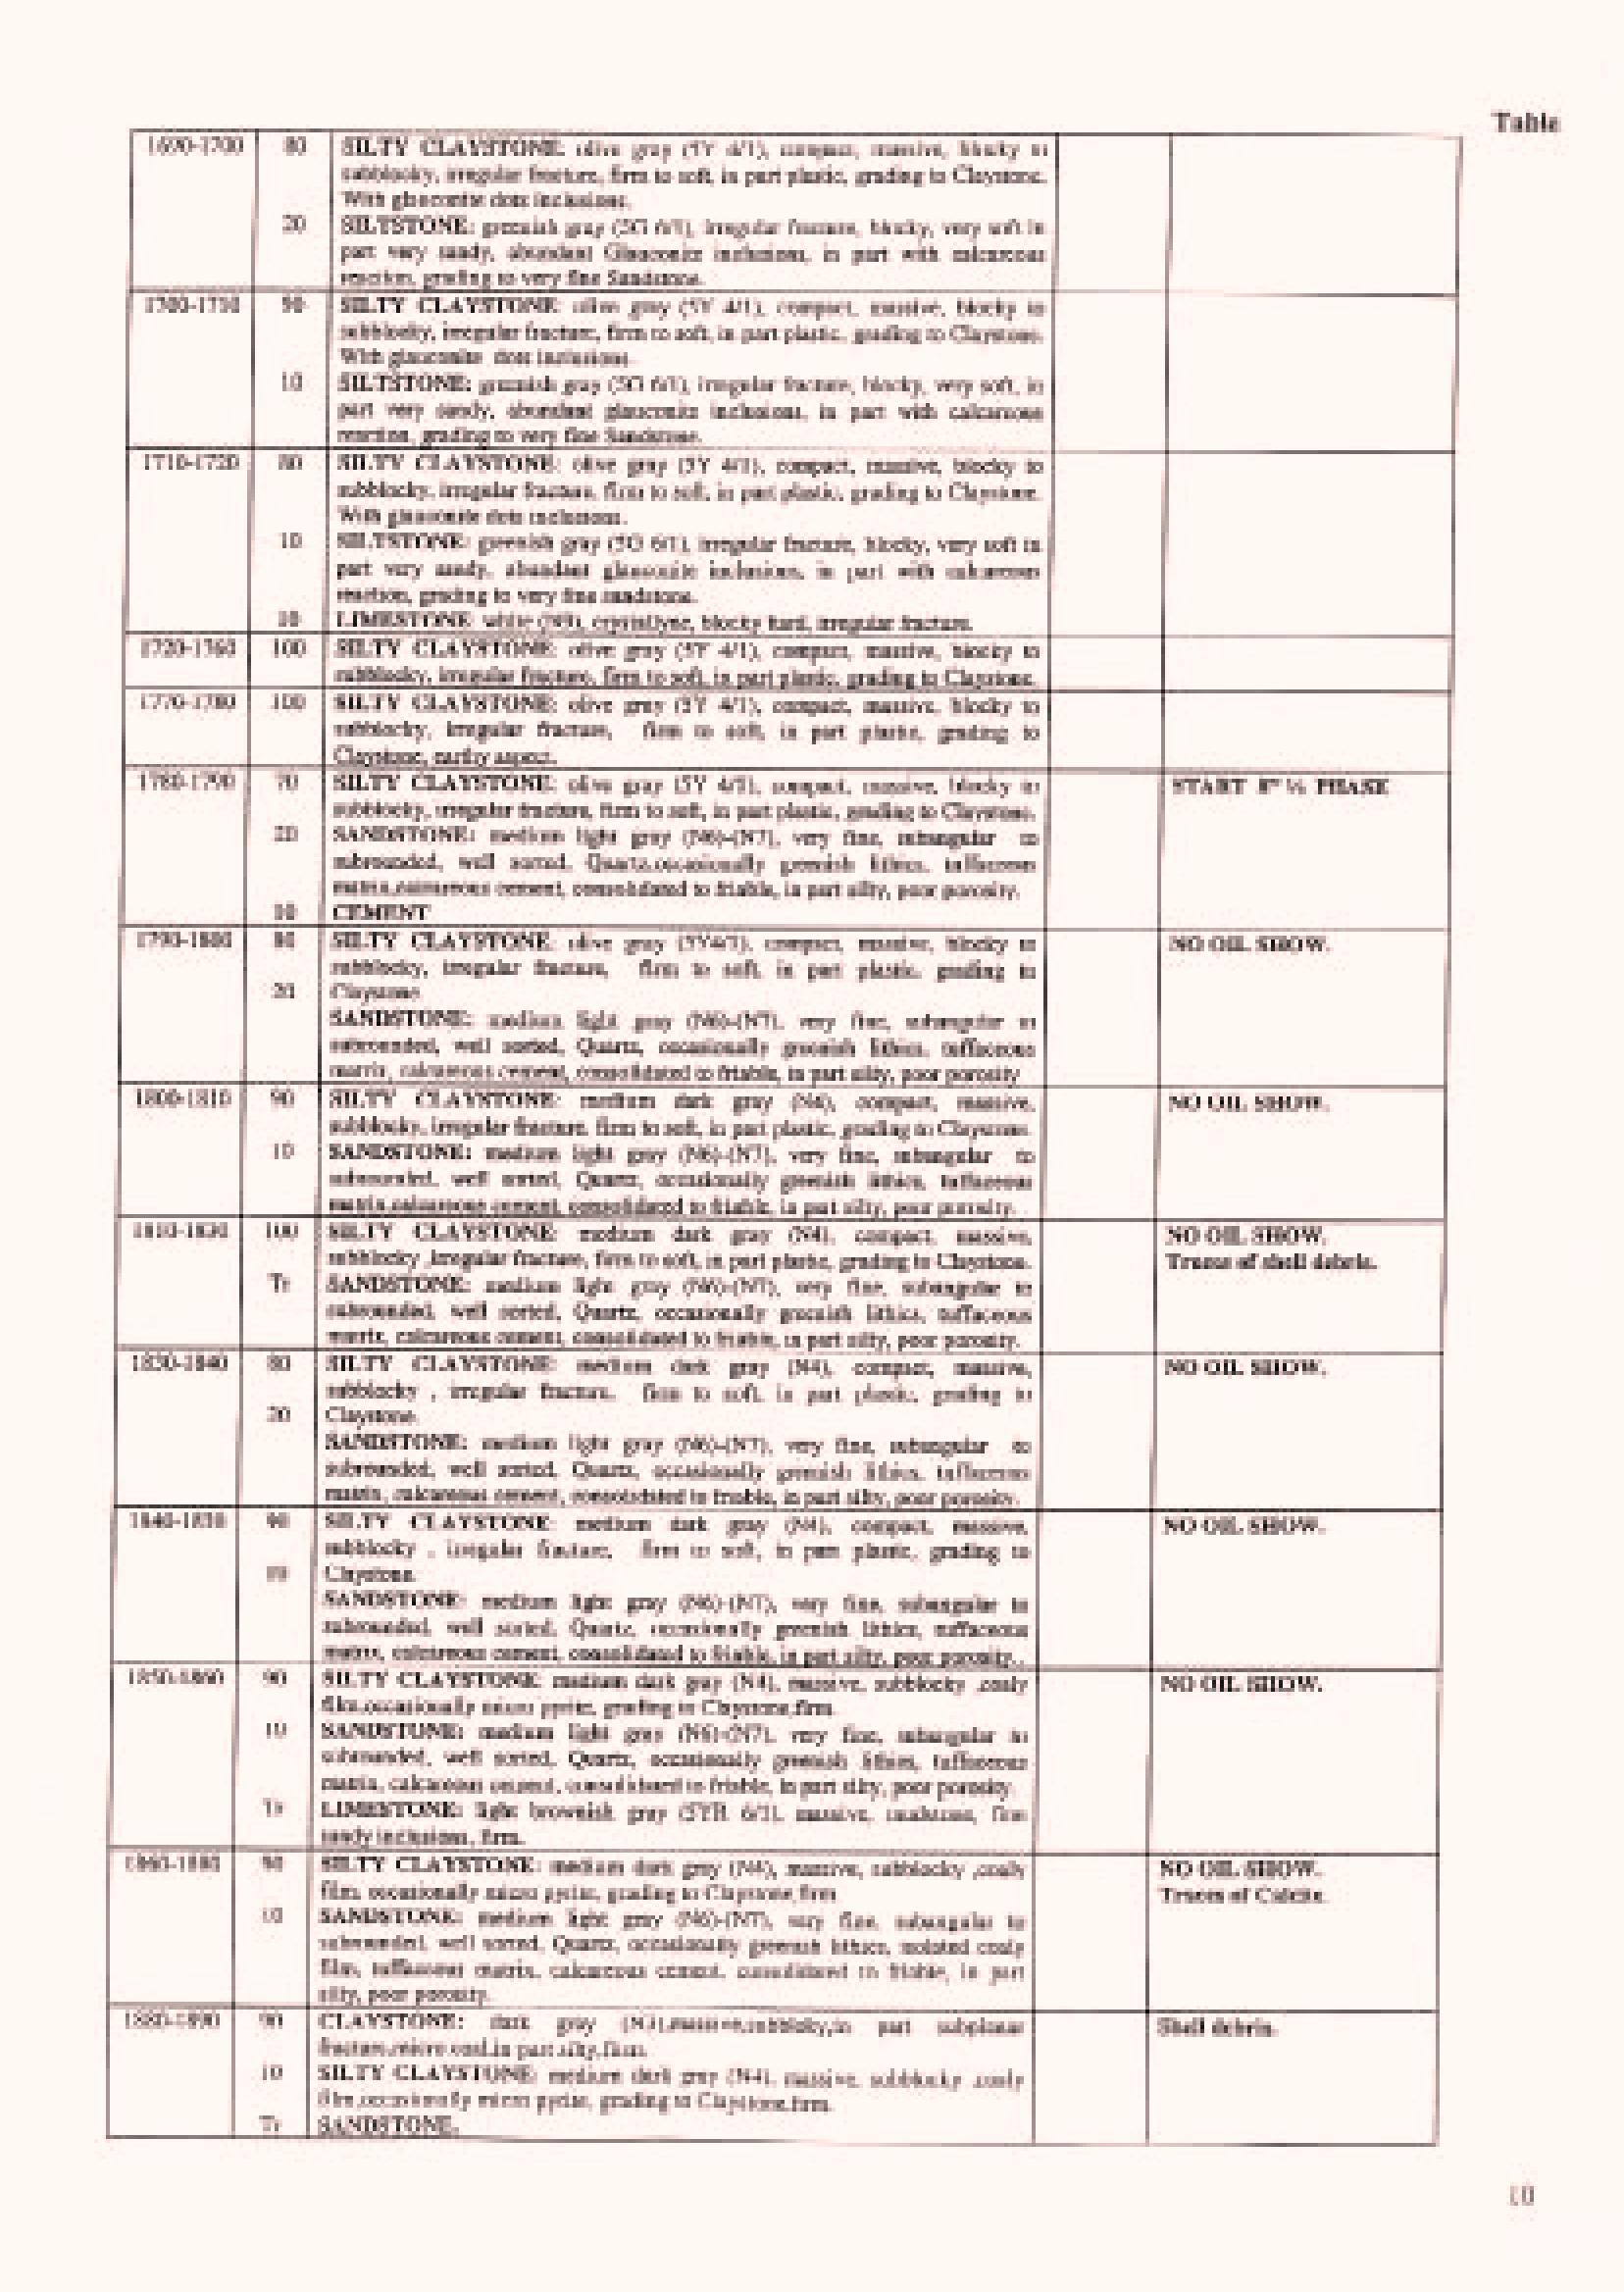 Table
1690-1700 80 SILTY CLAYSTONE: olive gray (5Y 4/1), compact, massive, blocky to
subblocky, irregular fracture, firm to soft, in part plastic, grading to Claystone.
With glauconite dots inclusions.
20 SILTSTONE: greenish gray (5G 6/1), irregular fracture, blocky, very soft in
part very sandy, abundant Glauconite inclusions, in part with calcareous
reaction, grading to very fine Sandstone.
1700-1710 90 SILTY CLAYSTONE: olive gray (5Y 4/1), compact, massive, blocky to
subblocky, irregular fracture, firm to soft, in part plastic, grading to Claystone.
With glauconite dots inclusions.
10 SILTSTONE: greenish gray (5G 6/1), irregular fracture, blocky, very soft, in
part very sandy, abundant glauconite inclusions, in part with calcareous
reaction, grading to very fine Sandstone.
1710-1720 80 SILTY CLAYSTONE: olive gray (5Y 4/1), compact, massive, blocky to
subblocky, irregular fracture, firm to soft, in part plastic, grading to Claystone.
With glauconite dots inclusions.
10 SILTSTONE: greenish gray (5G 6/1), irregular fracture, blocky, very soft in
part very sandy, abundant glauconite inclusions, in part with calcareous
reaction, grading to very fine sandstone.
10 LIMESTONE: white (N9), crystallyne, blocky hard, irregular fracture.
1720-1760 100 SILTY CLAYSTONE: olive gray (5Y 4/1), compact, massive, blocky to
subblocky, irregular fracture, firm to soft, in part plastic, grading to Claystone.
1770-1780 100 SILTY CLAYSTONE: olive gray (5Y 4/1), compact, massive, blocky to
subblocky, irregular fracture, firm to soft, in part plastic, grading to
Claystone, earthy aspect.
1780-1790 70 SILTY CLAYSTONE: olive gray (5Y 4/1), compact, massive, blocky to START 8" ½ PHASE
subblocky, irregular fracture, firm to soft, in part plastic, grading to Claystone.
20 SANDSTONE: medium light gray (N6)-(N7), very fine, subangular to
subrounded, well sorted, Quartz,occasionally greenish lithics, tuffaceous
matrix,calcareous cement, consolidated to friable, in part silty, poor porosity.
10 CEMENT
1790-1800 80 SILTY CLAYSTONE: olive gray (5Y4/1), compact, massive, blocky to NO OIL SHOW.
subblocky, irregular fracture, firm to soft, in part plastic, grading to
20 Claystone.
SANDSTONE: medium light gray (N6)-(N7), very fine, subangular to
subrounded, well sorted, Quartz, occasionally greenish lithics, tuffaceous
matrix, calcareous cement, consolidated to friable, in part silty, poor porosity
1800-1810 90 SILTY CLAYSTONE: medium dark gray (N4), compact, massive, NO OIL SHOW.
subblocky, irregular fracture, firm to soft, in part plastic, grading to Claystone.
10 SANDSTONE: medium light gray (N6)-(N7), very fine, subangular to
subrounded, well sorted, Quartz, occasionally greenish lithics, tuffaceous
matrix,calcareous cement, consolidated to friable, in part silty, poor porosity.
1810-1830 100 SILTY CLAYSTONE: medium dark gray (N4), compact, massive, NO OIL SHOW.
subblocky ,irregular fracture, firm to soft, in part plastic, grading to Claystone. Traces of shell debris.
Tr SANDSTONE: medium light gray (N6)-(N7), very fine, subangular to
subrounded, well sorted, Quartz, occasionally greenish lithics, tuffaceous
matrix, calcareous cement, consolidated to friable, in part silty, poor porosity.
1830-1840 80 SILTY CLAYSTONE: medium dark gray (N4), compact, massive, NO OIL SHOW.
subblocky , irregular fracture, firm to soft, in part plastic, grading to
20 Claystone.
SANDSTONE: medium light gray (N6)-(N7), very fine, subangular to
subrounded, well sorted, Quartz, occasionally greenish lithics, tuffaceous
matrix, calcareous cement, consolidated to friable, in part silty, poor porosity.
1840-1850 90 SILTY CLAYSTONE: medium dark gray (N4), compact, massive, NO OIL SHOW.
subblocky , irregular fracture, firm to soft, in part plastic, grading to
10 Claystone.
SANDSTONE: medium light gray (N6)-(N7), very fine, subangular to
subrounded, well sorted, Quartz, occasionally greenish lithics, tuffaceous
matrix, calcareous cement, consolidated to friable, in part silty, poor porosity..
1850-1860 90 SILTY CLAYSTONE: medium dark gray (N4), massive, subblocky ,coaly NO OIL SHOW.
film,occasionally micro pyrite, grading to Claystone,firm.
10 SANDSTONE: medium light gray (N6)-(N7), very fine, subangular to
subrounded, well sorted, Quartz, occasionally greenish lithics, tuffaceous
matrix, calcareous cement, consolidated to friable, in part silty, poor porosity.
Tr LIMESTONE: light brownish gray (5YR 6/1), massive, mudstone, fine
sandy inclusions, firm.
1860-1880 90 SILTY CLAYSTONE: medium dark gray (N4), massive, subblocky ,coaly NO OIL SHOW.
film, occasionally micro pyrite, grading to Claystone,firm Traces of Calcite.
10 SANDSTONE: medium light gray (N6)-(N7), very fine, subangular to
subrounded, well sorted, Quartz, occasionally greenish lithics, isolated coaly
film, tuffaceous matrix, calcareous cement, consolidated to friable, in part
silty, poor porosity.
1880-1890 90 CLAYSTONE: dark gray (N3),massive,subblocky,in part subplanar Shell debris.
fracture,micro coal,in part silty,firm.
10 SILTY CLAYSTONE: medium dark gray (N4), massive, subblocky ,coaly
film,occasionally micro pyrite, grading to Claystone,firm.
Tr SANDSTONE.
10